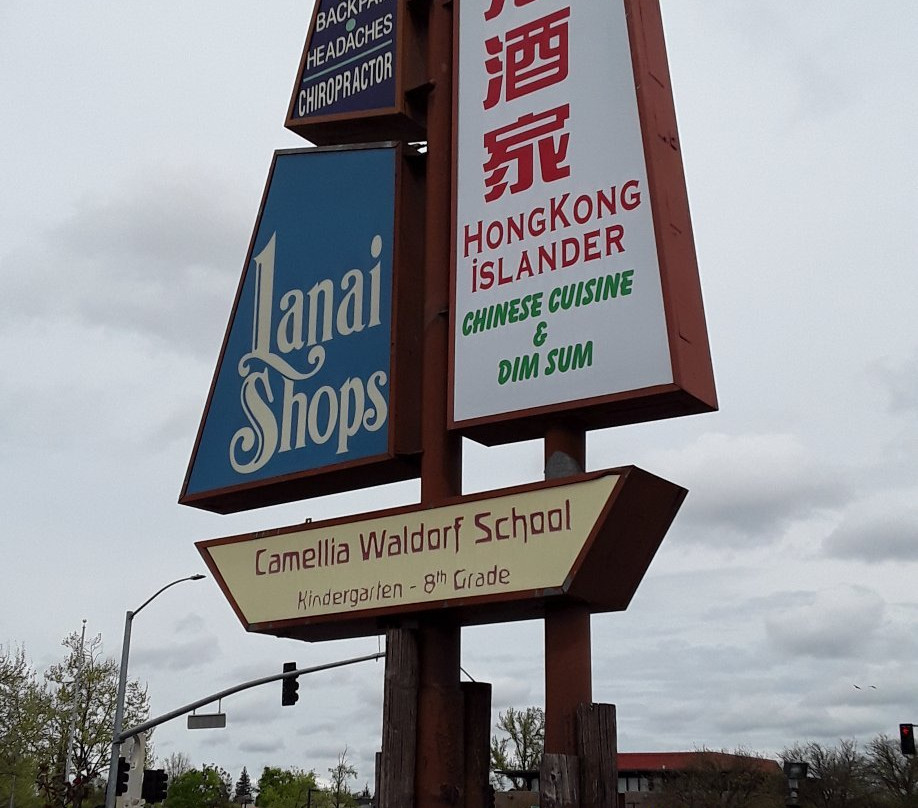 HEADACHES
CHIROPRACTOR
Lanai
Shops
酒
家
HONGKONG
ISLANDER
CHINESE CUISINE
&
DIM SUM
Camellia Waldorf School
Kindergarten - 8th Grade